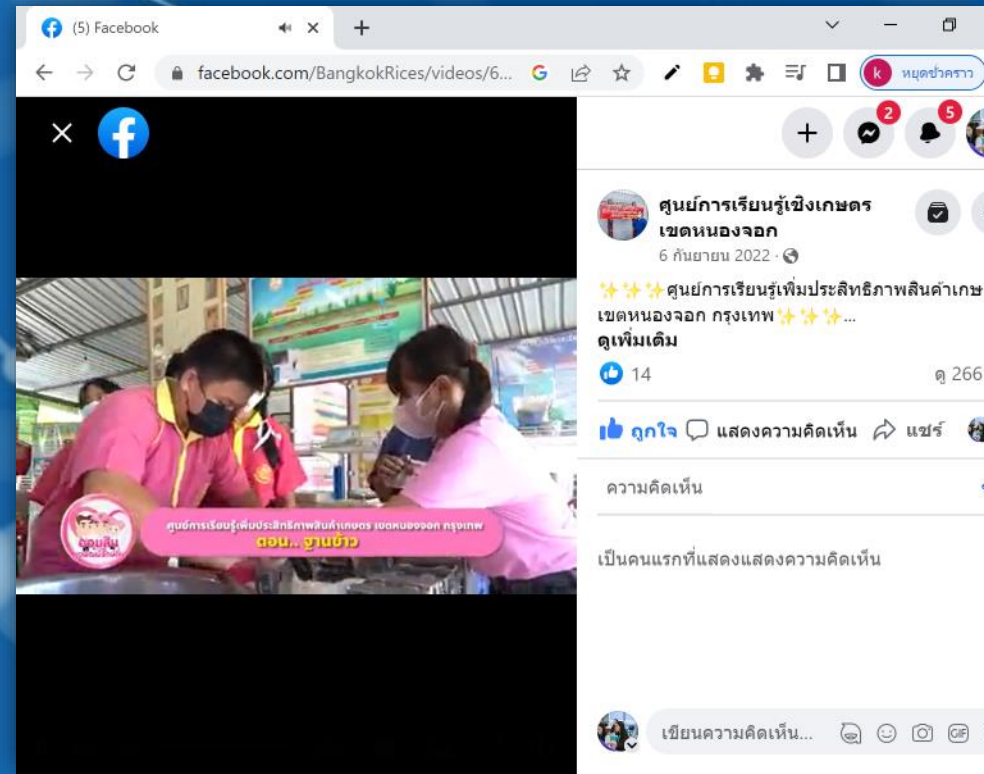 (5) Facebook
facebook.com/BangkokRices/videos/6...
k หยุดชั่วคราว
2
5
ศูนย์การเรียนรู้เชิงเกษตร
เขตหนองจอก
6 กันยายน 2022 ·
✨✨✨ศูนย์การเรียนรู้เพิ่มประสิทธิภาพสินค้าเกษ
เขตหนองจอก กรุงเทพ✨✨✨...
ดูเพิ่มเติม
14
ดู 266
ถูกใจ
แสดงความคิดเห็น
แชร์
ความคิดเห็น
เป็นคนแรกที่แสดงแสดงความคิดเห็น
เขียนความคิดเห็น...
GIF
ศูนย์การเรียนรู้เพิ่มประสิทธิภาพสินค้าเกษตร เขตหนองจอก กรุงเทพ
ตอน.. ฐานข้าว